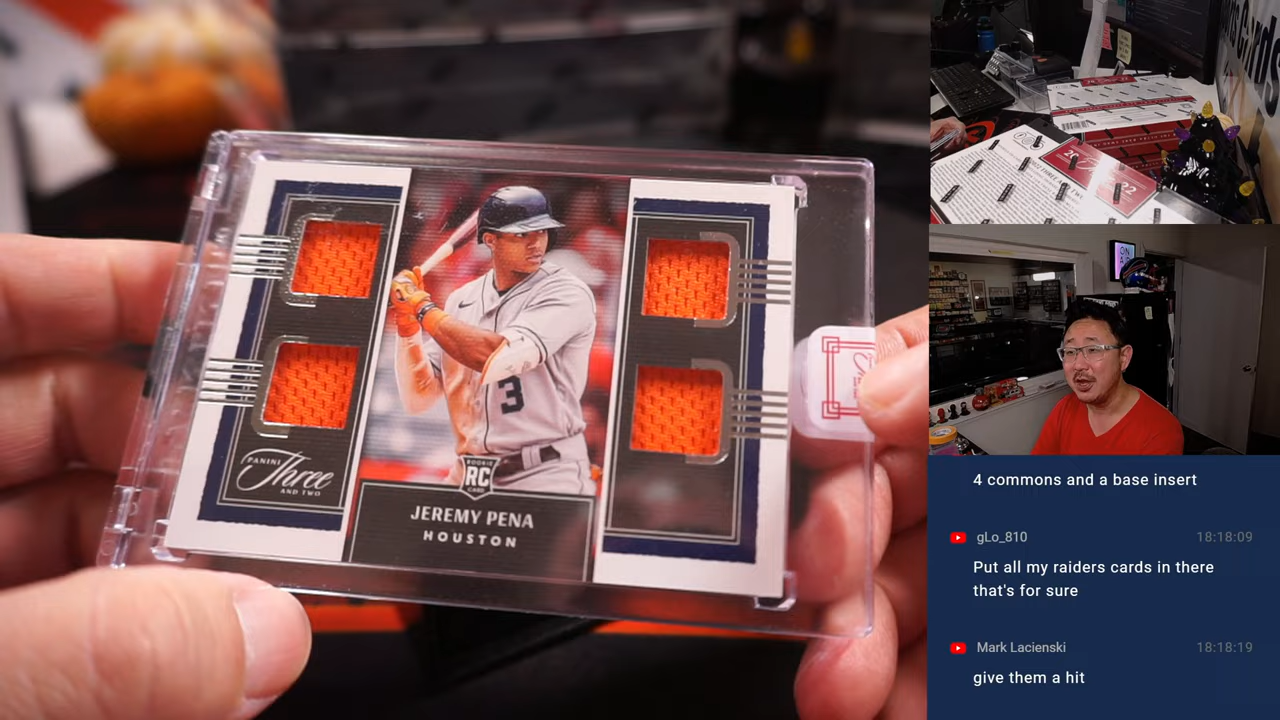 3
PANINI
Three
AND TWO
ROOKIE
RC
CARD
JEREMY PENA
HOUSTON
4 commons and a base insert
gLo_810 18:18:09
Put all my raiders cards in there
that's for sure
Mark Lacienski 18:18:19
give them a hit